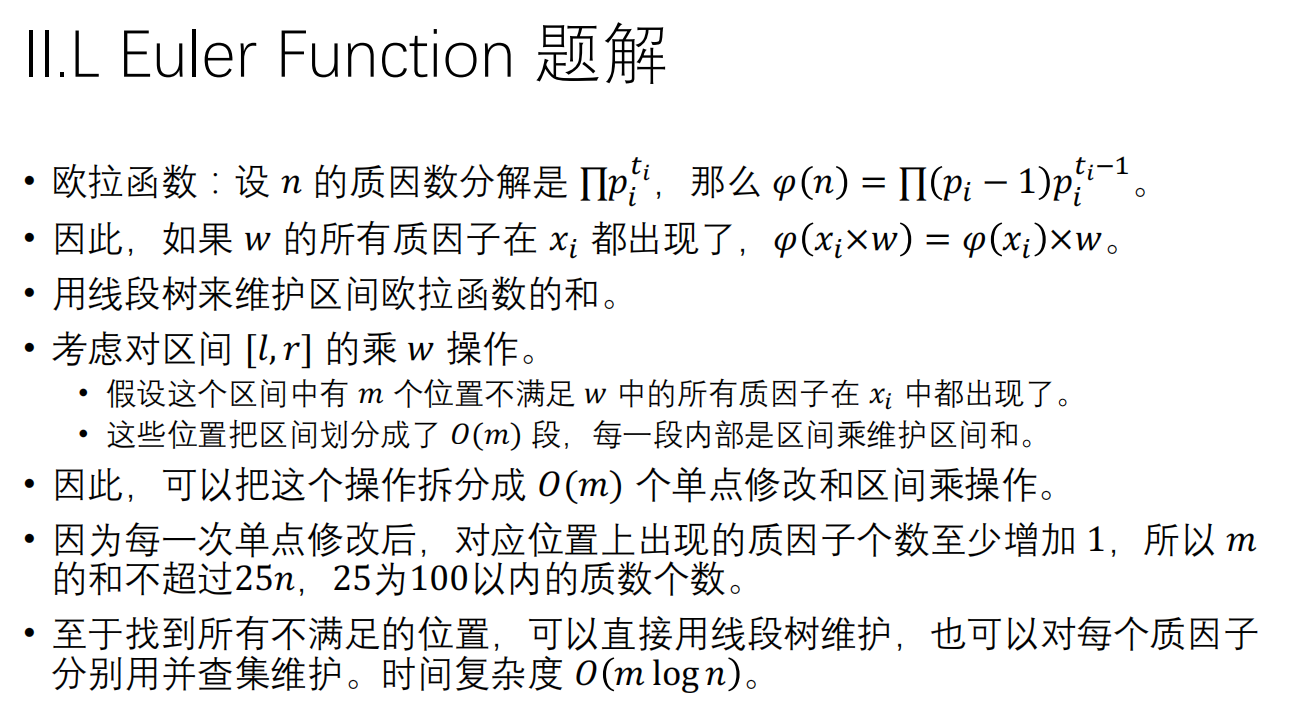 II.L Euler Function 题解
• 欧拉函数：设 n 的质因数分解是 ∏p_i^{t_i}，那么 φ(n) = ∏(p_i − 1)p_i^{t_i−1}。
• 因此，如果 w 的所有质因子在 x_i 都出现了，φ(x_i×w) = φ(x_i)×w。
• 用线段树来维护区间欧拉函数的和。
• 考虑对区间 [l, r] 的乘 w 操作。
• 假设这个区间中有 m 个位置不满足 w 中的所有质因子在 x_i 中都出现了。
• 这些位置把区间划分成了 O(m) 段，每一段内部是区间乘维护区间和。
• 因此，可以把这个操作拆分成 O(m) 个单点修改和区间乘操作。
• 因为每一次单点修改后，对应位置上出现的质因子个数至少增加 1，所以 m
的和不超过25n，25为100以内的质数个数。
• 至于找到所有不满足的位置，可以直接用线段树维护，也可以对每个质因子
分别用并查集维护。时间复杂度 O(m log n)。